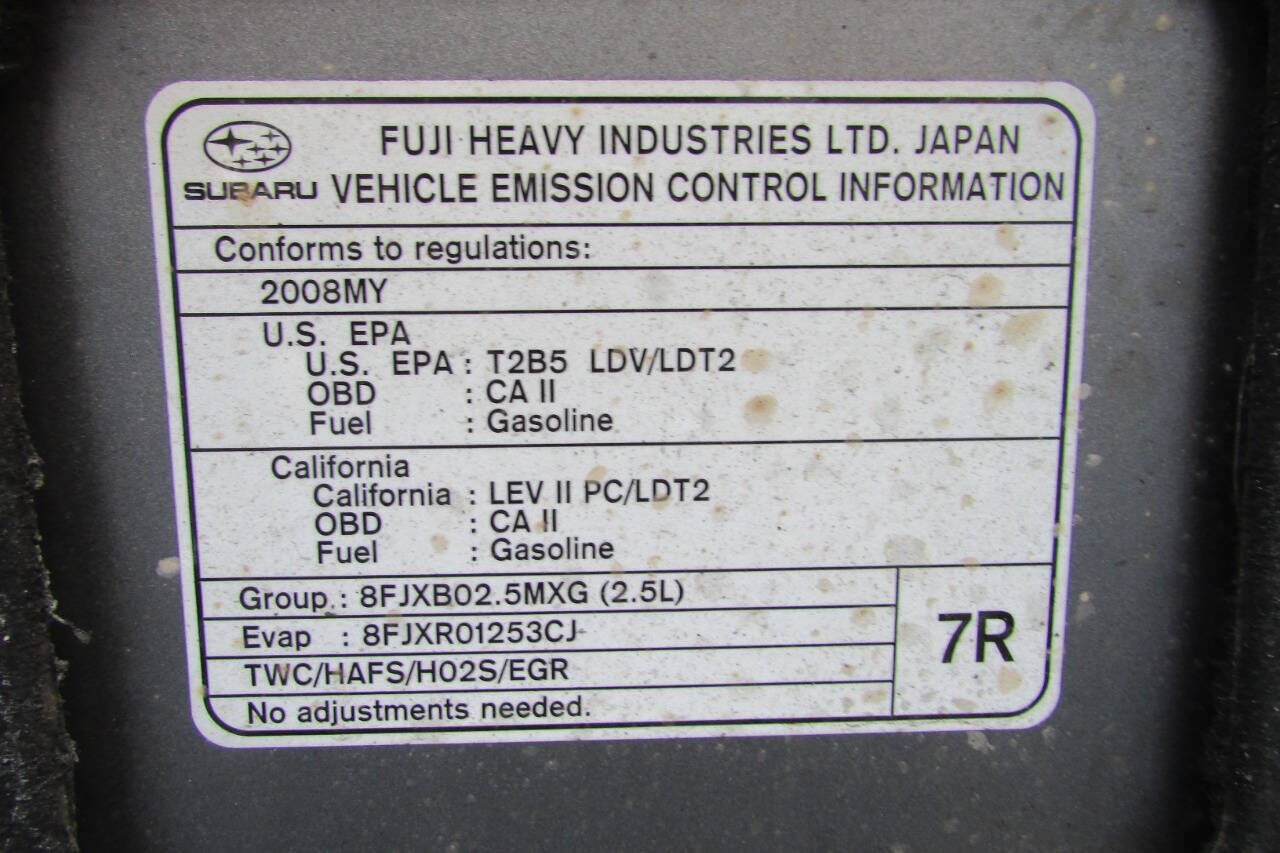 FUJI HEAVY INDUSTRIES LTD. JAPAN
SUBARU VEHICLE EMISSION CONTROL INFORMATION
Conforms to regulations:
2008MY
U.S. EPA
U.S. EPA : T2B5 LDV/LDT2
OBD : CA II
Fuel : Gasoline
California
California : LEV II PC/LDT2
OBD : CA II
Fuel : Gasoline
Group : 8FJXB02.5MXG (2.5L)
Evap : 8FJXR01253CJ
TWC/HAFS/HO2S/EGR
No adjustments needed.
7R